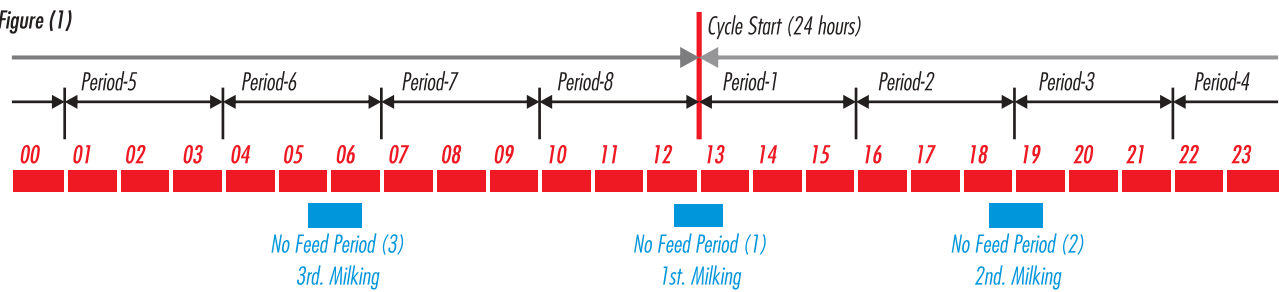 Figure (1)
Cycle Start (24 hours)
Period-5 Period-6 Period-7 Period-8 Period-1 Period-2 Period-3 Period-4
00 01 02 03 04 05 06 07 08 09 10 11 12 13 14 15 16 17 18 19 20 21 22 23
No Feed Period (3) No Feed Period (1) No Feed Period (2)
3rd. Milking 1st. Milking 2nd. Milking